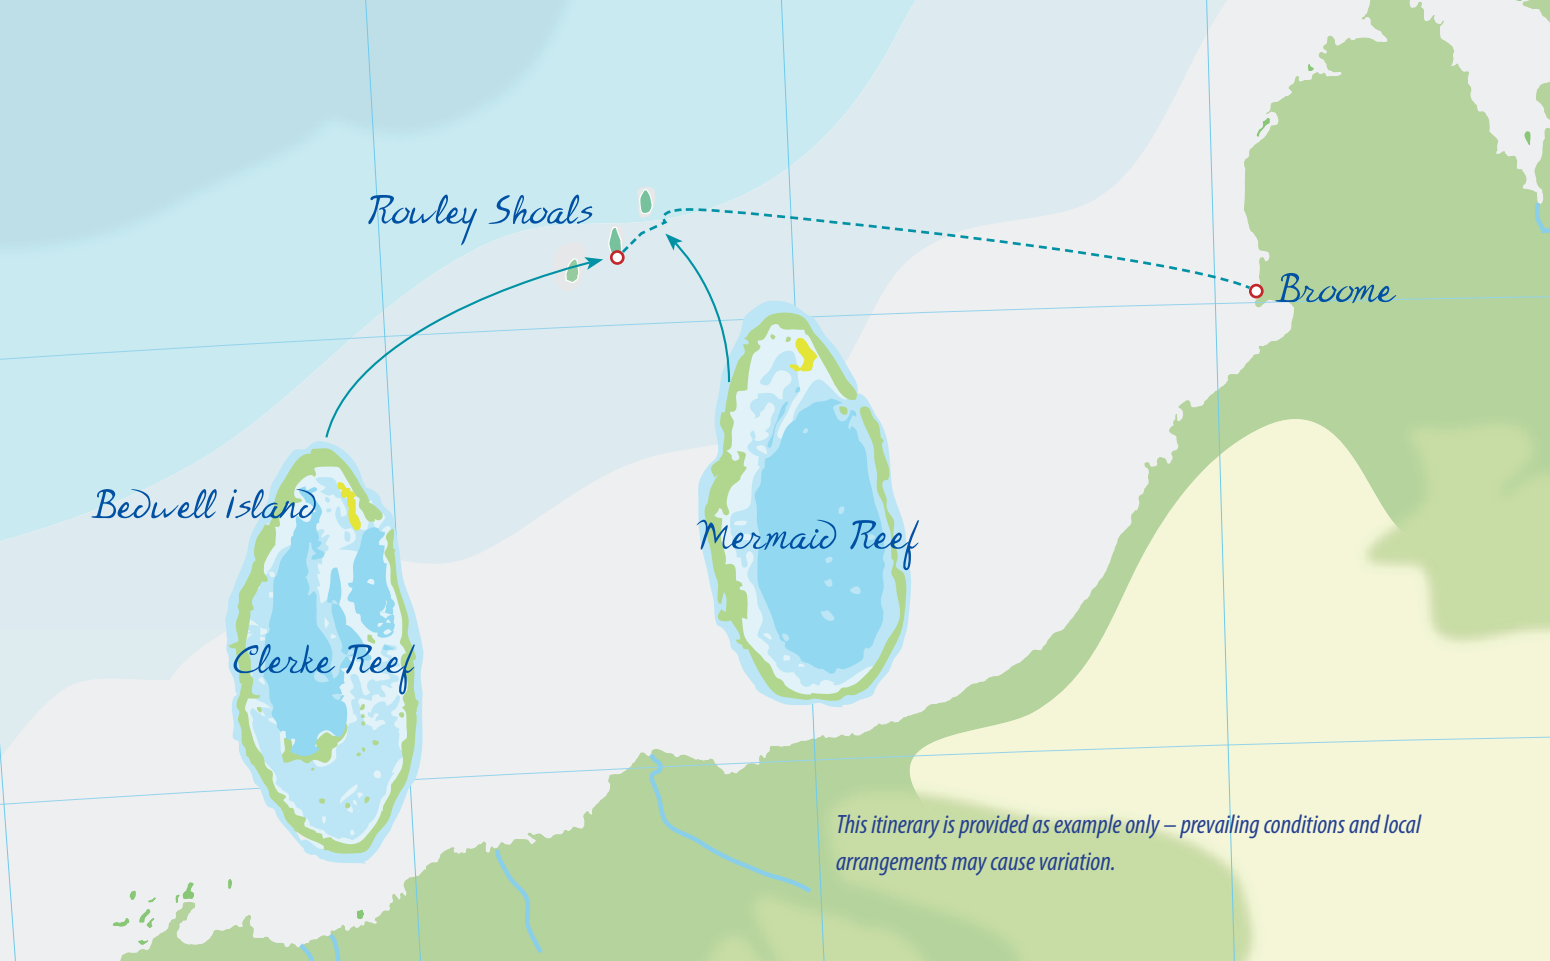 Rowley Shoals
Broome
Bedwell Island
Mermaid Reef
Clerke Reef
This itinerary is provided as example only – prevailing conditions and local
arrangements may cause variation.